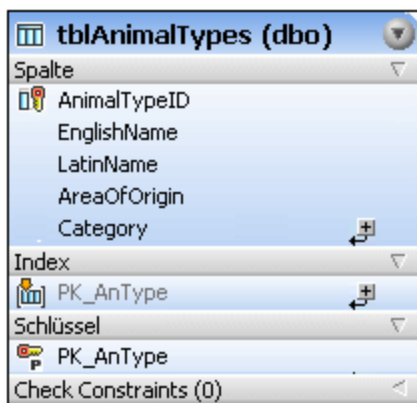 tblAnimalTypes (dbo)
Spalte
AnimalTypeID
EnglishName
LatinName
AreaOfOrigin
Category
Index
PK_AnType
Schlüssel
P PK_AnType
Check Constraints (0)